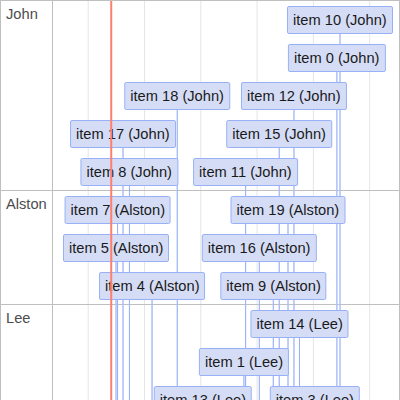 John
item 10 (John)
item 0 (John)
item 18 (John) item 12 (John)
item 17 (John) item 15 (John)
item 8 (John) item 11 (John)
Alston
item 7 (Alston) item 19 (Alston)
item 5 (Alston) item 16 (Alston)
item 4 (Alston) item 9 (Alston)
Lee
item 14 (Lee)
item 1 (Lee)
item 13 (Lee) item 3 (Lee)